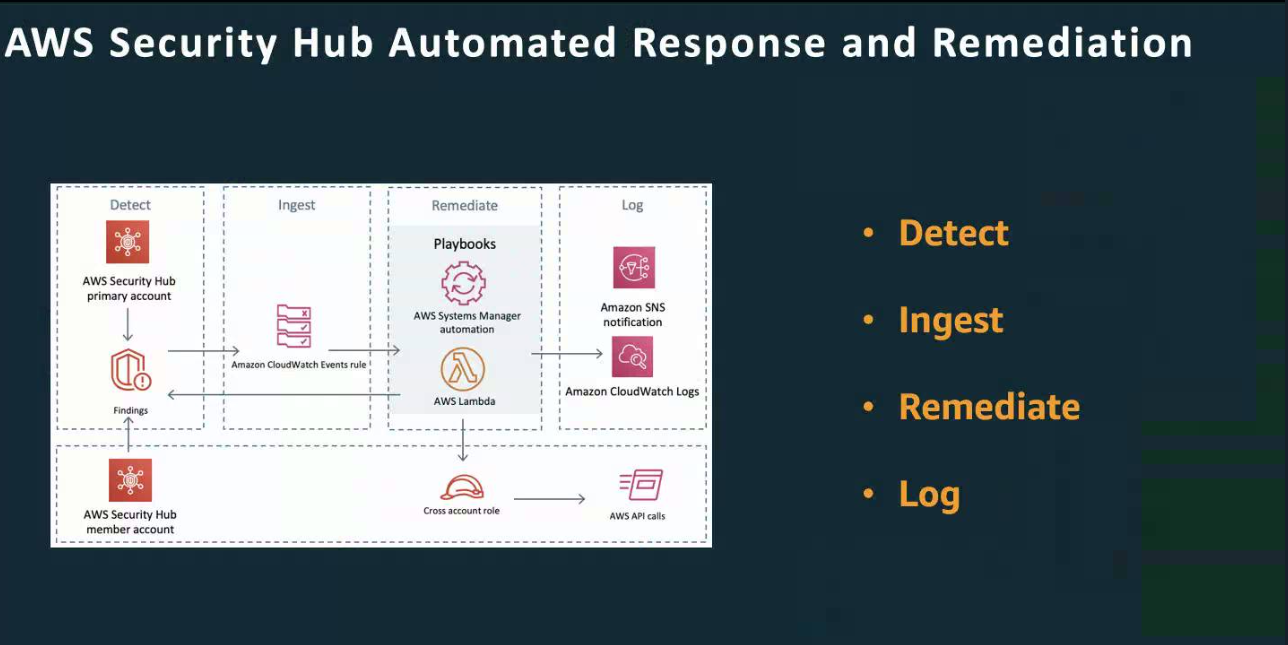 AWS Security Hub Automated Response and Remediation
Detect
AWS Security Hub
primary account
Findings
Ingest
Amazon CloudWatch Events rule
Remediate
Playbooks
AWS Systems Manager
automation
AWS Lambda
Log
Amazon SNS
notification
Amazon CloudWatch Logs
AWS Security Hub
member account
Cross account role
AWS API calls
• Detect
• Ingest
• Remediate
• Log